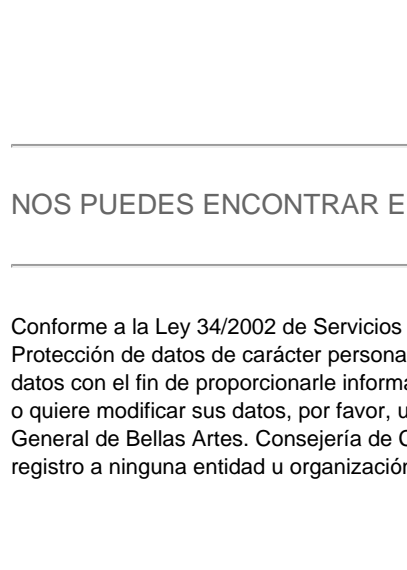 NOS PUEDES ENCONTRAR E
Conforme a la Ley 34/2002 de Servicios
Protección de datos de carácter persona
datos con el fin de proporcionarle informa
o quiere modificar sus datos, por favor, u
General de Bellas Artes. Consejería de C
registro a ninguna entidad u organización